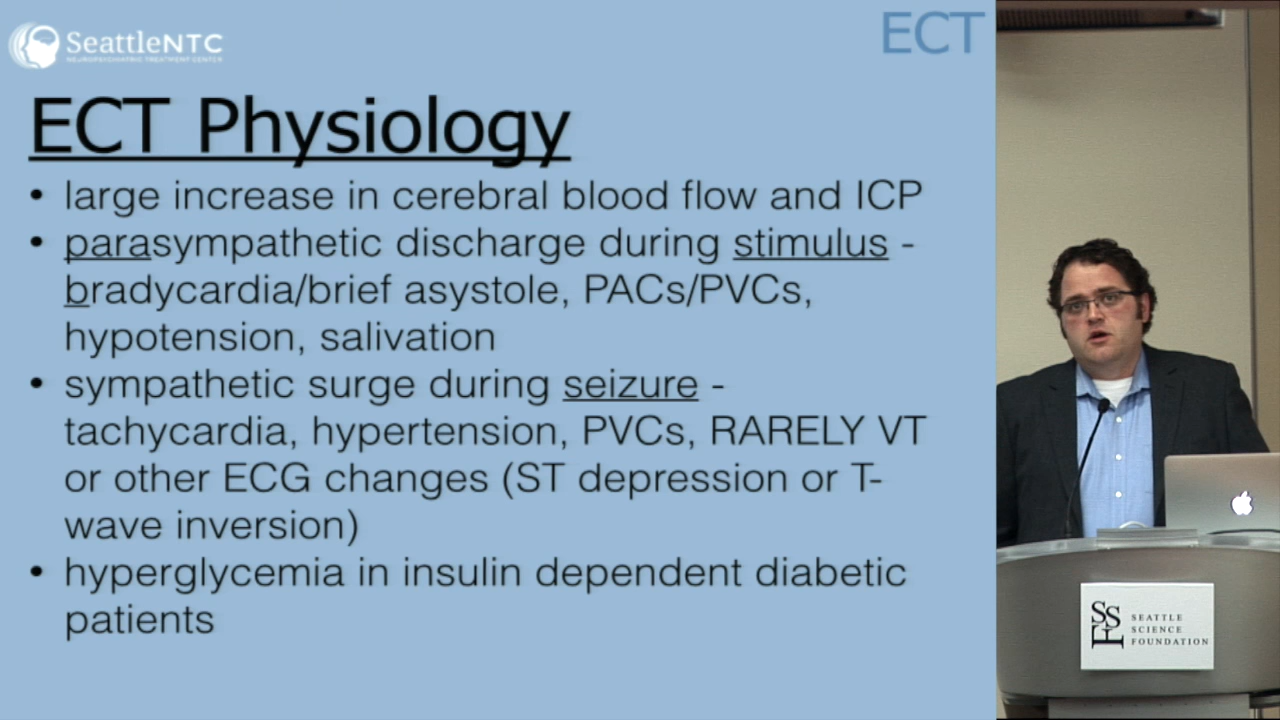 SeattleNTC
NEUROPSYCHIATRIC TREATMENT CENTER
ECT
ECT Physiology
• large increase in cerebral blood flow and ICP
• parasympathetic discharge during stimulus -
bradycardia/brief asystole, PACs/PVCs,
hypotension, salivation
• sympathetic surge during seizure -
tachycardia, hypertension, PVCs, RARELY VT
or other ECG changes (ST depression or T-
wave inversion)
• hyperglycemia in insulin dependent diabetic
patients
SSF
SEATTLE
SCIENCE
FOUNDATION